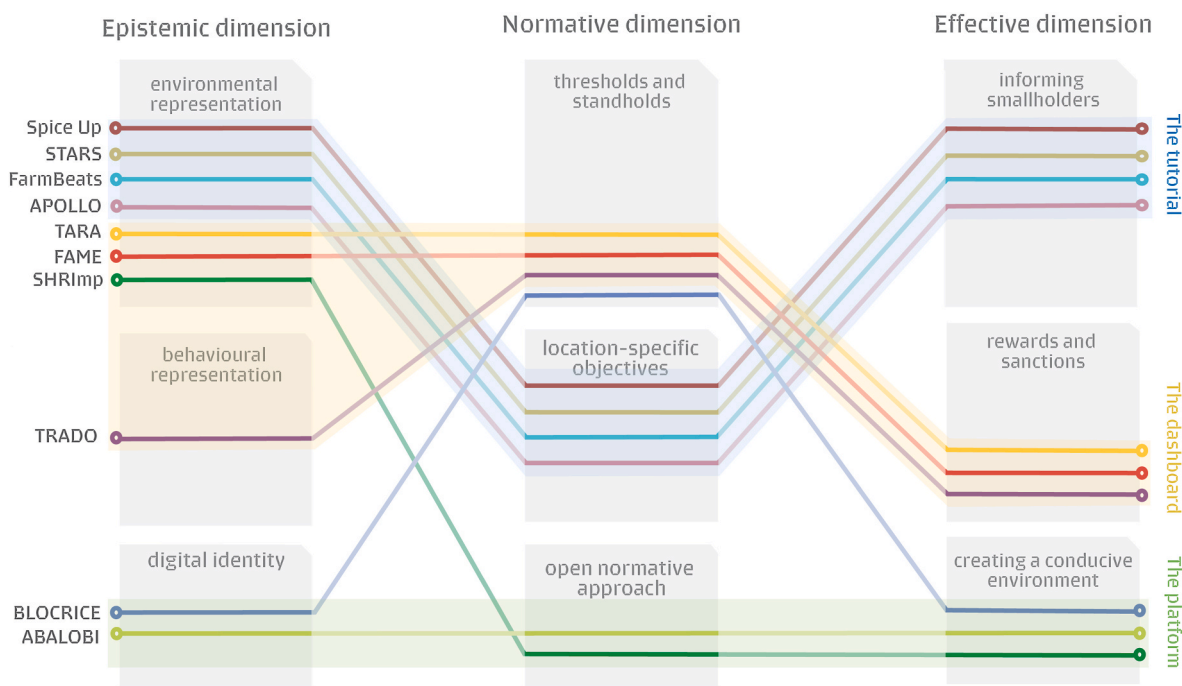 Epistemic dimension
Normative dimension
Effective dimension
environmental
representation
thresholds and
standholds
informing
smallholders
Spice Up
STARS
FarmBeats
APOLLO
TARA
FAME
SHRImp
The tutorial
behavioural
representation
location-specific
objectives
rewards and
sanctions
TRADO
The dashboard
digital identity
open normative
approach
creating a conducive
environment
BLOCRICE
ABALOBI
The platform